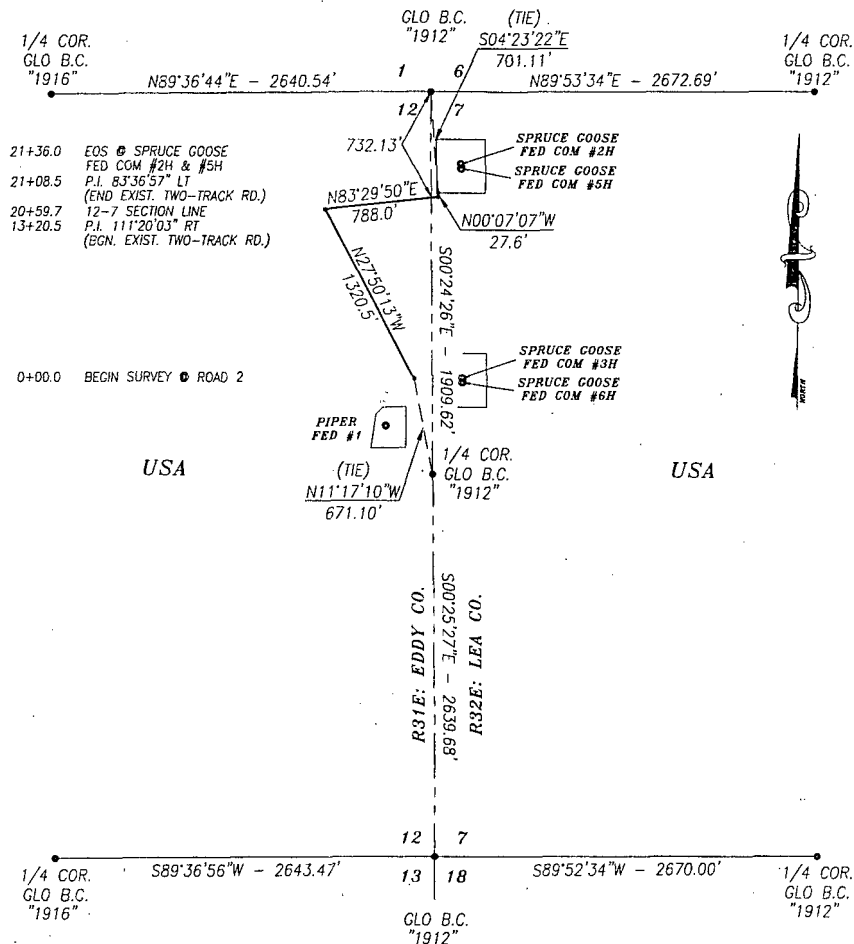 GLO B.C.
"1912"
(TIE)
S04°23'22"E
701.11'
1/4 COR.
GLO B.C.
"1916"
1/4 COR.
GLO B.C.
"1912"
N89°36'44"E - 2640.54'
1 6
N89°53'34"E - 2672.69'
12 7
732.13'
SPRUCE GOOSE
FED COM #2H
SPRUCE GOOSE
FED COM #5H
21+36.0 EOS @ SPRUCE GOOSE
FED COM #2H & #5H
21+08.5 P.I. 83°36'57" LT
(END EXIST. TWO-TRACK RD.)
20+59.7 12-7 SECTION LINE
13+20.5 P.I. 111°20'03" RT
(BGN. EXIST. TWO-TRACK RD.)
N83°29'50"E
788.0'
N00°07'07"W
27.6'
N27°50'13"W
1320.5'
S00°24'26"E - 1909.62'
NORTH
0+00.0 BEGIN SURVEY @ ROAD 2
SPRUCE GOOSE
FED COM #3H
SPRUCE GOOSE
FED COM #6H
PIPER
FED #1
USA
(TIE)
N11°17'10"W
671.10'
1/4 COR.
GLO B.C.
"1912"
USA
R31E: EDDY CO.
S00°25'27"E - 2639.68'
R32E: LEA CO.
12 7
S89°36'56"W - 2643.47'
13 18
S89°52'34"W - 2670.00'
1/4 COR.
GLO B.C.
"1916"
GLO B.C.
"1912"
1/4 COR.
GLO B.C.
"1912"